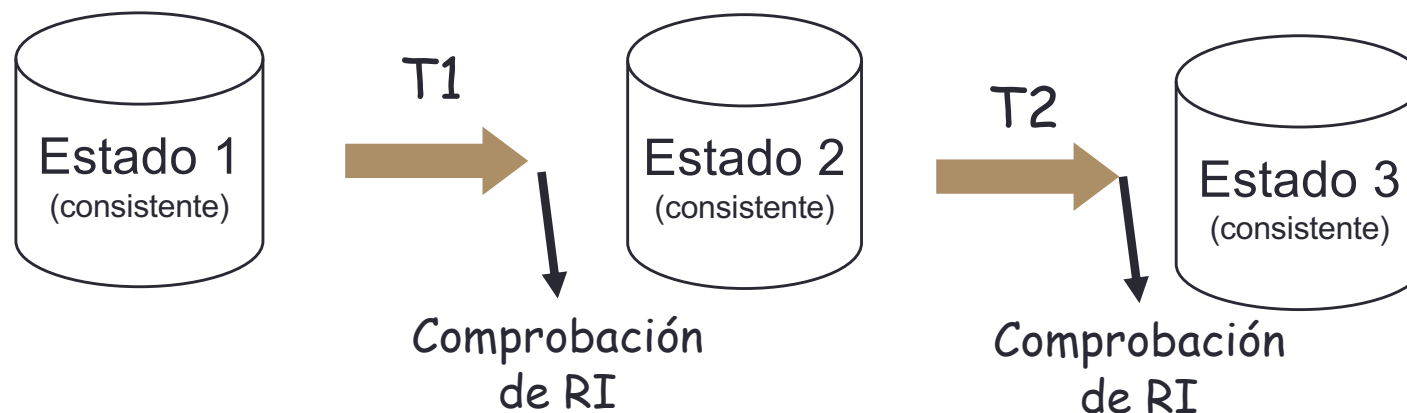 T1
T2
Estado 1
(consistente)
Estado 2
(consistente)
Estado 3
(consistente)
Comprobación
de RI
Comprobación
de RI